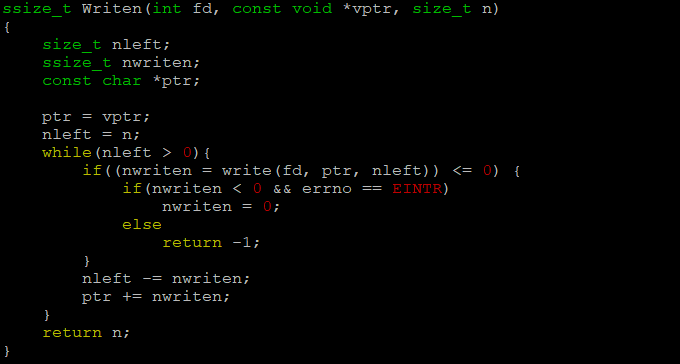 ssize_t Writen(int fd, const void *vptr, size_t n)
{
    size_t nleft;
    ssize_t nwriten;
    const char *ptr;

    ptr = vptr;
    nleft = n;
    while(nleft > 0){
        if((nwriten = write(fd, ptr, nleft)) <= 0) {
            if(nwriten < 0 && errno == EINTR)
                nwriten = 0;
            else
                return -1;
        }
        nleft -= nwriten;
        ptr += nwriten;
    }
    return n;
}